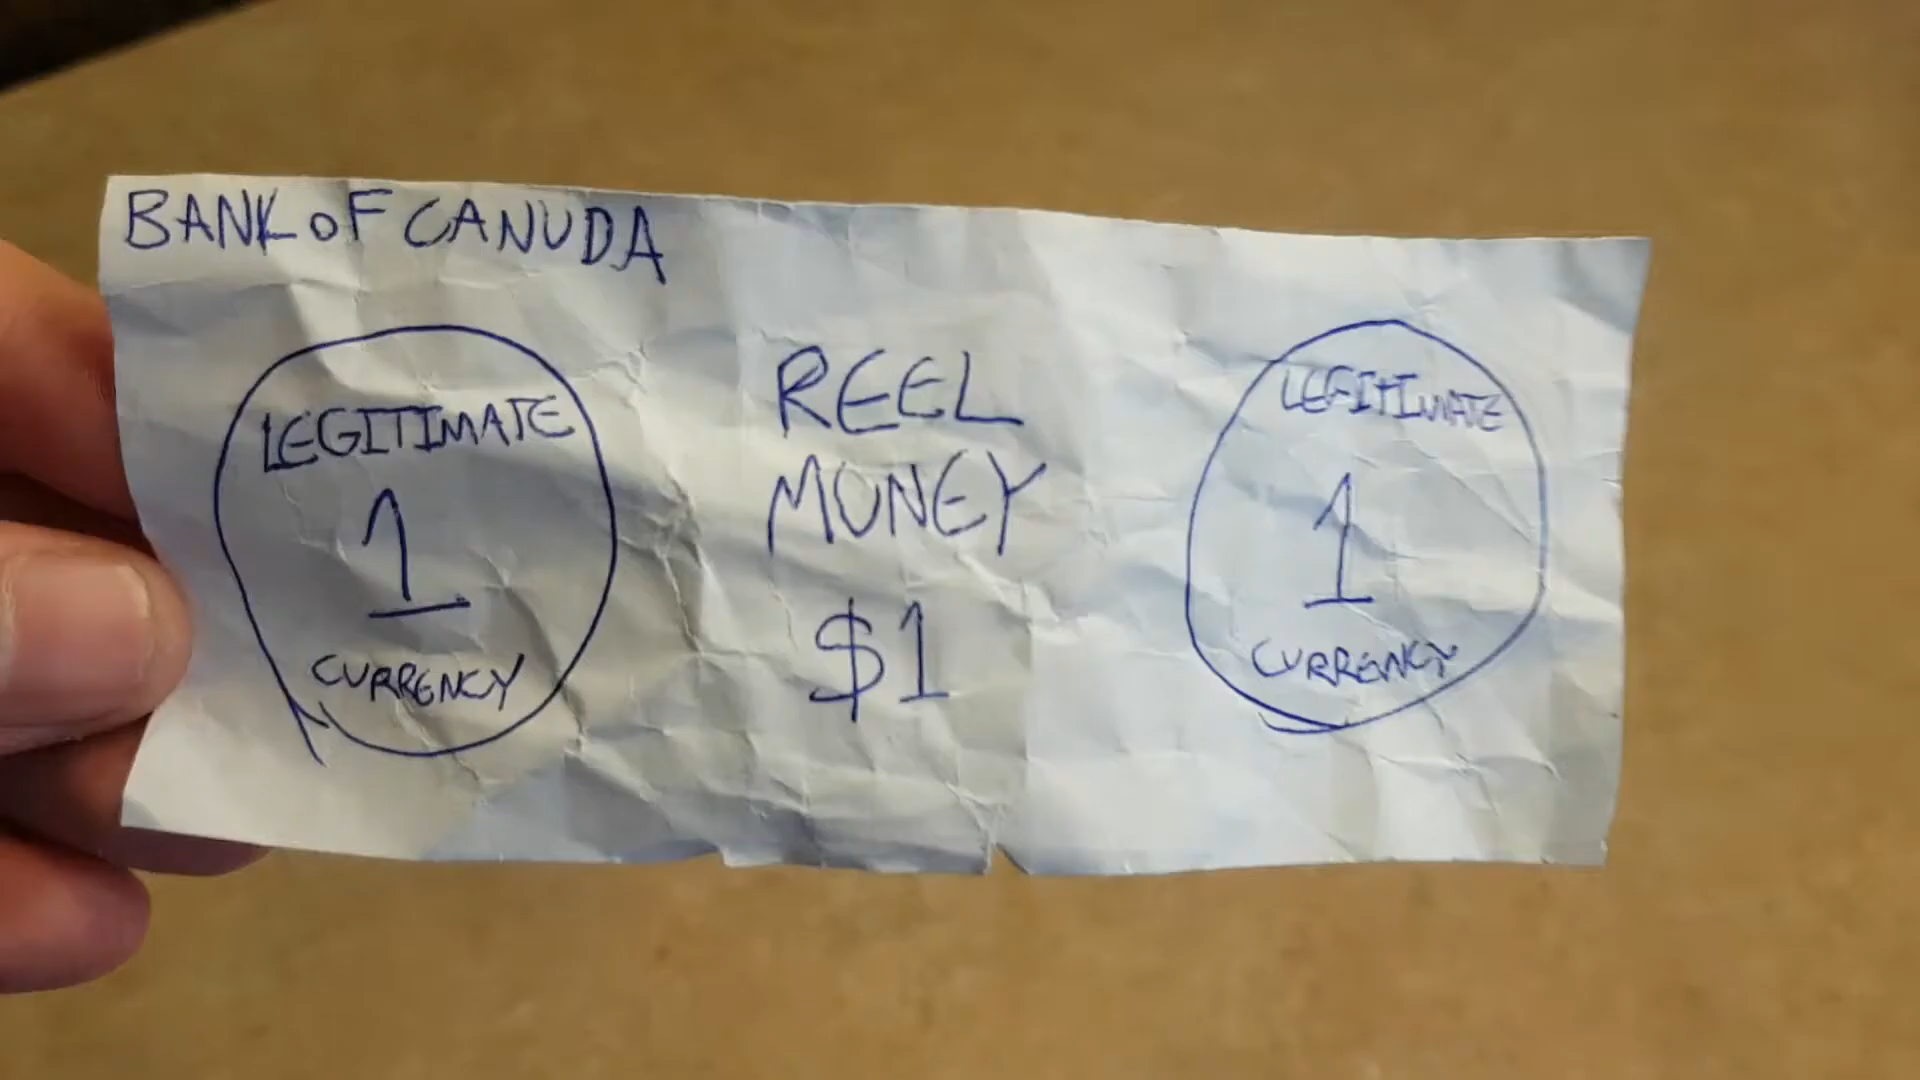 BANK OF CANUDA
LEGITIMATE
1
CURRENCY
REEL
MONEY
$1
LEGITIMATE
1
CURRENCY